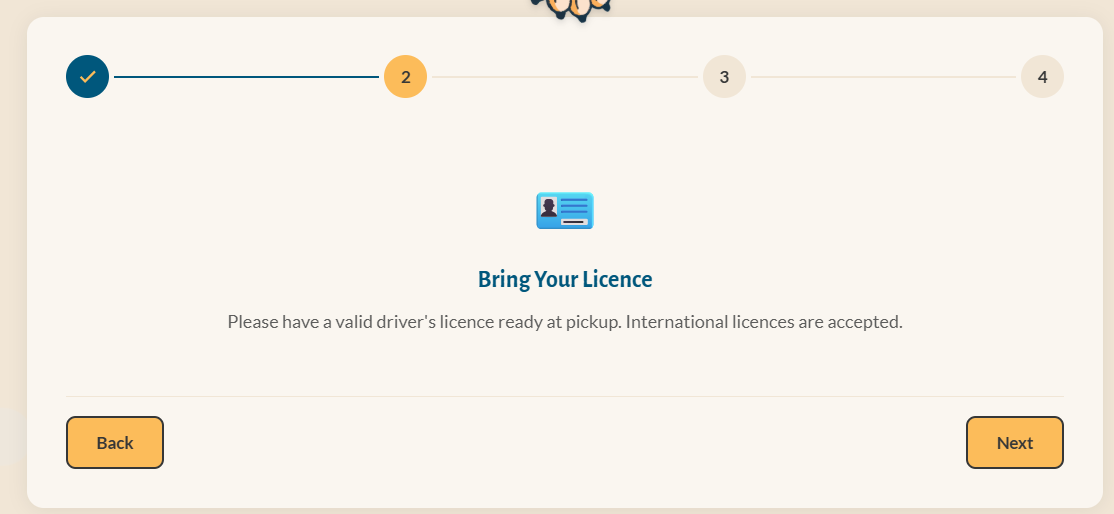 2
3
4
Bring Your Licence
Please have a valid driver's licence ready at pickup. International licences are accepted.
Back
Next